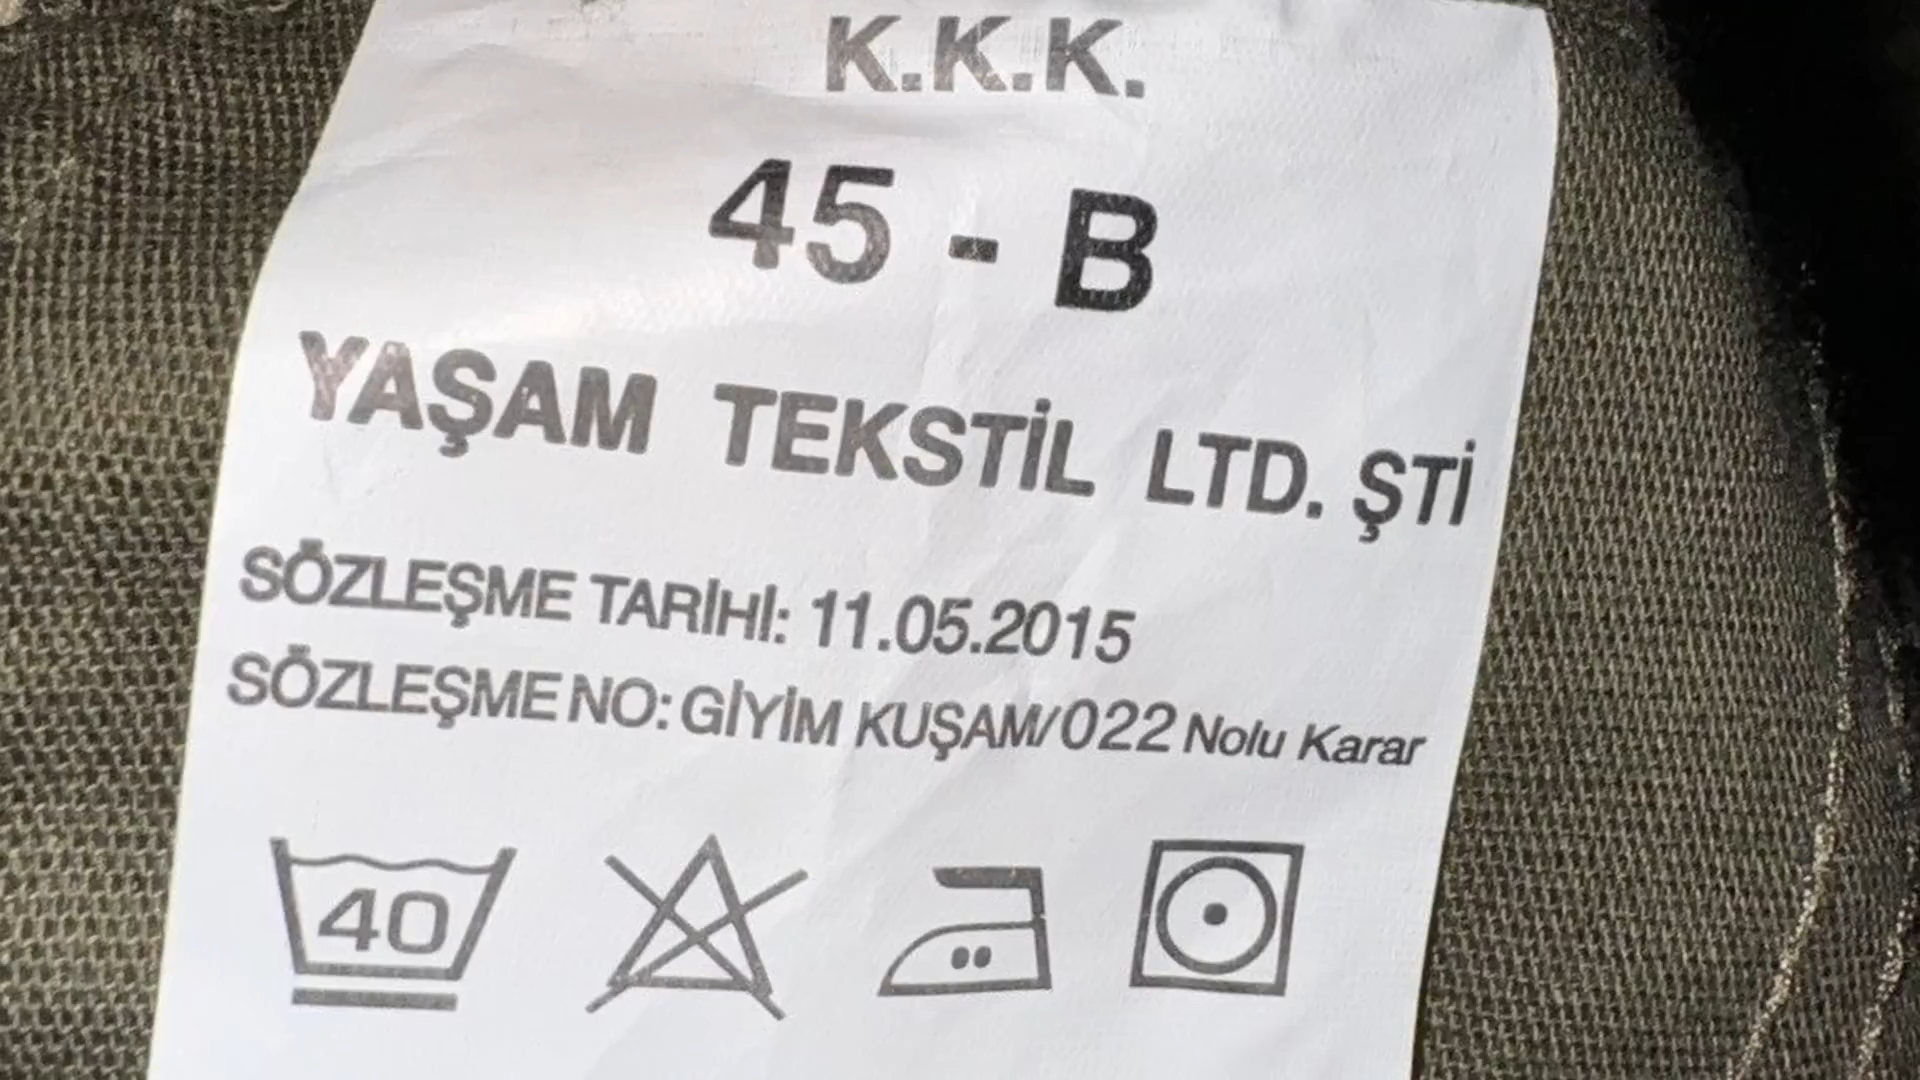 K.K.K.
45 - B
YAŞAM TEKSTİL LTD. ŞTİ
SÖZLEŞME TARİHİ: 11.05.2015
SÖZLEŞME NO: GİYİM KUŞAM/022 Nolu Karar
40